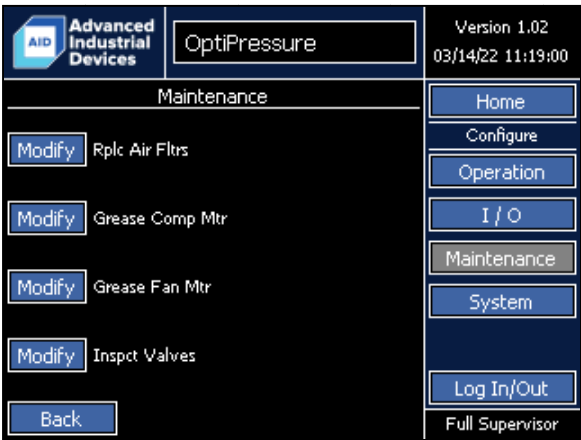 AID
Advanced
Industrial
Devices
OptiPressure
Version 1.02
03/14/22 11:19:00
Maintenance
Modify Rplc Air Fltrs
Modify Grease Comp Mtr
Modify Grease Fan Mtr
Modify Inspct Valves
Back
Home
Configure
Operation
I / O
Maintenance
System
Log In/Out
Full Supervisor